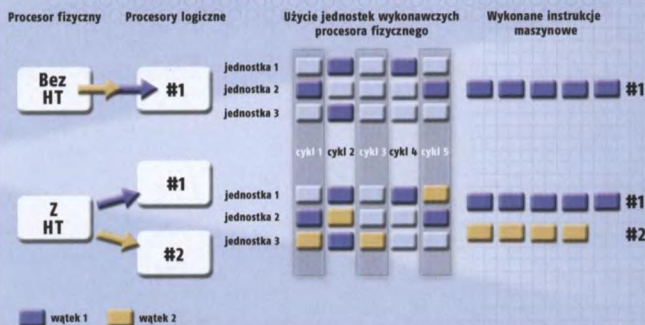 Procesor fizyczny
Procesory logiczne
Użycie jednostek wykonawczych
procesora fizycznego
Wykonane instrukcje
maszynowe
Bez
HT
#1
jednostka 1
jednostka 2
jednostka 3
#1
cykl 1 cykl 2 cykl 3 cykl 4 cykl 5
Z
HT
#1
#2
jednostka 1
jednostka 2
jednostka 3
#1
#2
wątek 1
wątek 2